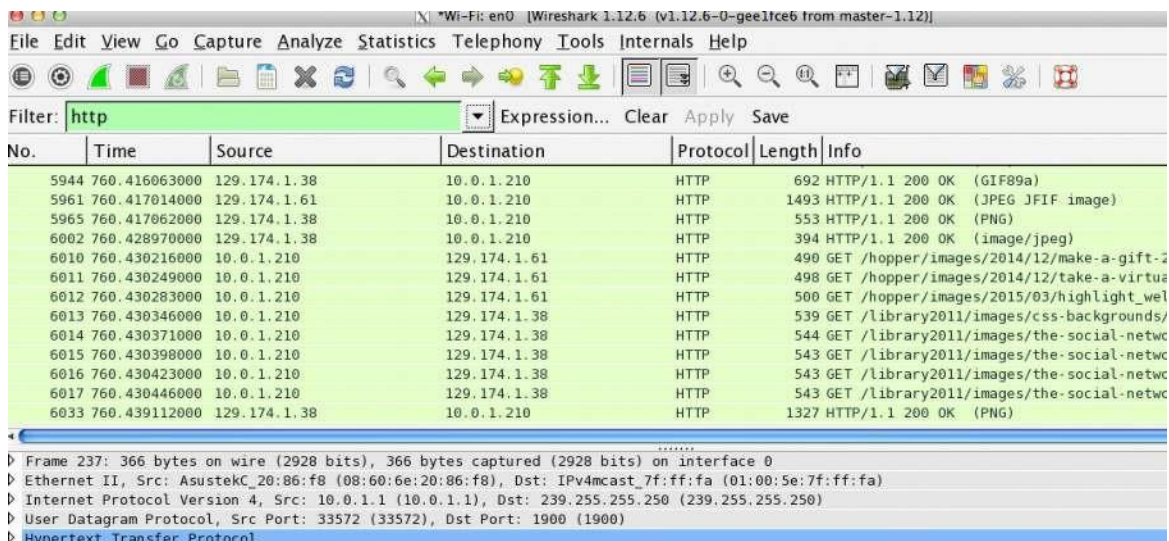 *Wi-Fi: en0 [Wireshark 1.12.6 (v1.12.6-0-gee1fce6 from master-1.12)]
File Edit View Go Capture Analyze Statistics Telephony Tools Internals Help
Filter: http Expression... Clear Apply Save
No. Time Source Destination Protocol Length Info
5944 760.416063000 129.174.1.38 10.0.1.210 HTTP 692 HTTP/1.1 200 OK (GIF89a)
5961 760.417014000 129.174.1.61 10.0.1.210 HTTP 1493 HTTP/1.1 200 OK (JPEG JFIF image)
5965 760.417062000 129.174.1.38 10.0.1.210 HTTP 553 HTTP/1.1 200 OK (PNG)
6002 760.428970000 129.174.1.38 10.0.1.210 HTTP 394 HTTP/1.1 200 OK (image/jpeg)
6010 760.430216000 10.0.1.210 129.174.1.61 HTTP 490 GET /hopper/images/2014/12/make-a-gift-2
6011 760.430249000 10.0.1.210 129.174.1.61 HTTP 498 GET /hopper/images/2014/12/take-a-virtua
6012 760.430283000 10.0.1.210 129.174.1.61 HTTP 500 GET /hopper/images/2015/03/highlight_wel
6013 760.430346000 10.0.1.210 129.174.1.38 HTTP 539 GET /library2011/images/css-backgrounds/
6014 760.430371000 10.0.1.210 129.174.1.38 HTTP 544 GET /library2011/images/the-social-netwo
6015 760.430398000 10.0.1.210 129.174.1.38 HTTP 543 GET /library2011/images/the-social-netwo
6016 760.430423000 10.0.1.210 129.174.1.38 HTTP 543 GET /library2011/images/the-social-netwo
6017 760.430446000 10.0.1.210 129.174.1.38 HTTP 543 GET /library2011/images/the-social-netwo
6033 760.439112000 129.174.1.38 10.0.1.210 HTTP 1327 HTTP/1.1 200 OK (PNG)
Frame 237: 366 bytes on wire (2928 bits), 366 bytes captured (2928 bits) on interface 0
Ethernet II, Src: AsustekC_20:86:f8 (08:60:6e:20:86:f8), Dst: IPv4mcast_7f:ff:fa (01:00:5e:7f:ff:fa)
Internet Protocol Version 4, Src: 10.0.1.1 (10.0.1.1), Dst: 239.255.255.250 (239.255.255.250)
User Datagram Protocol, Src Port: 33572 (33572), Dst Port: 1900 (1900)
Hypertext Transfer Protocol